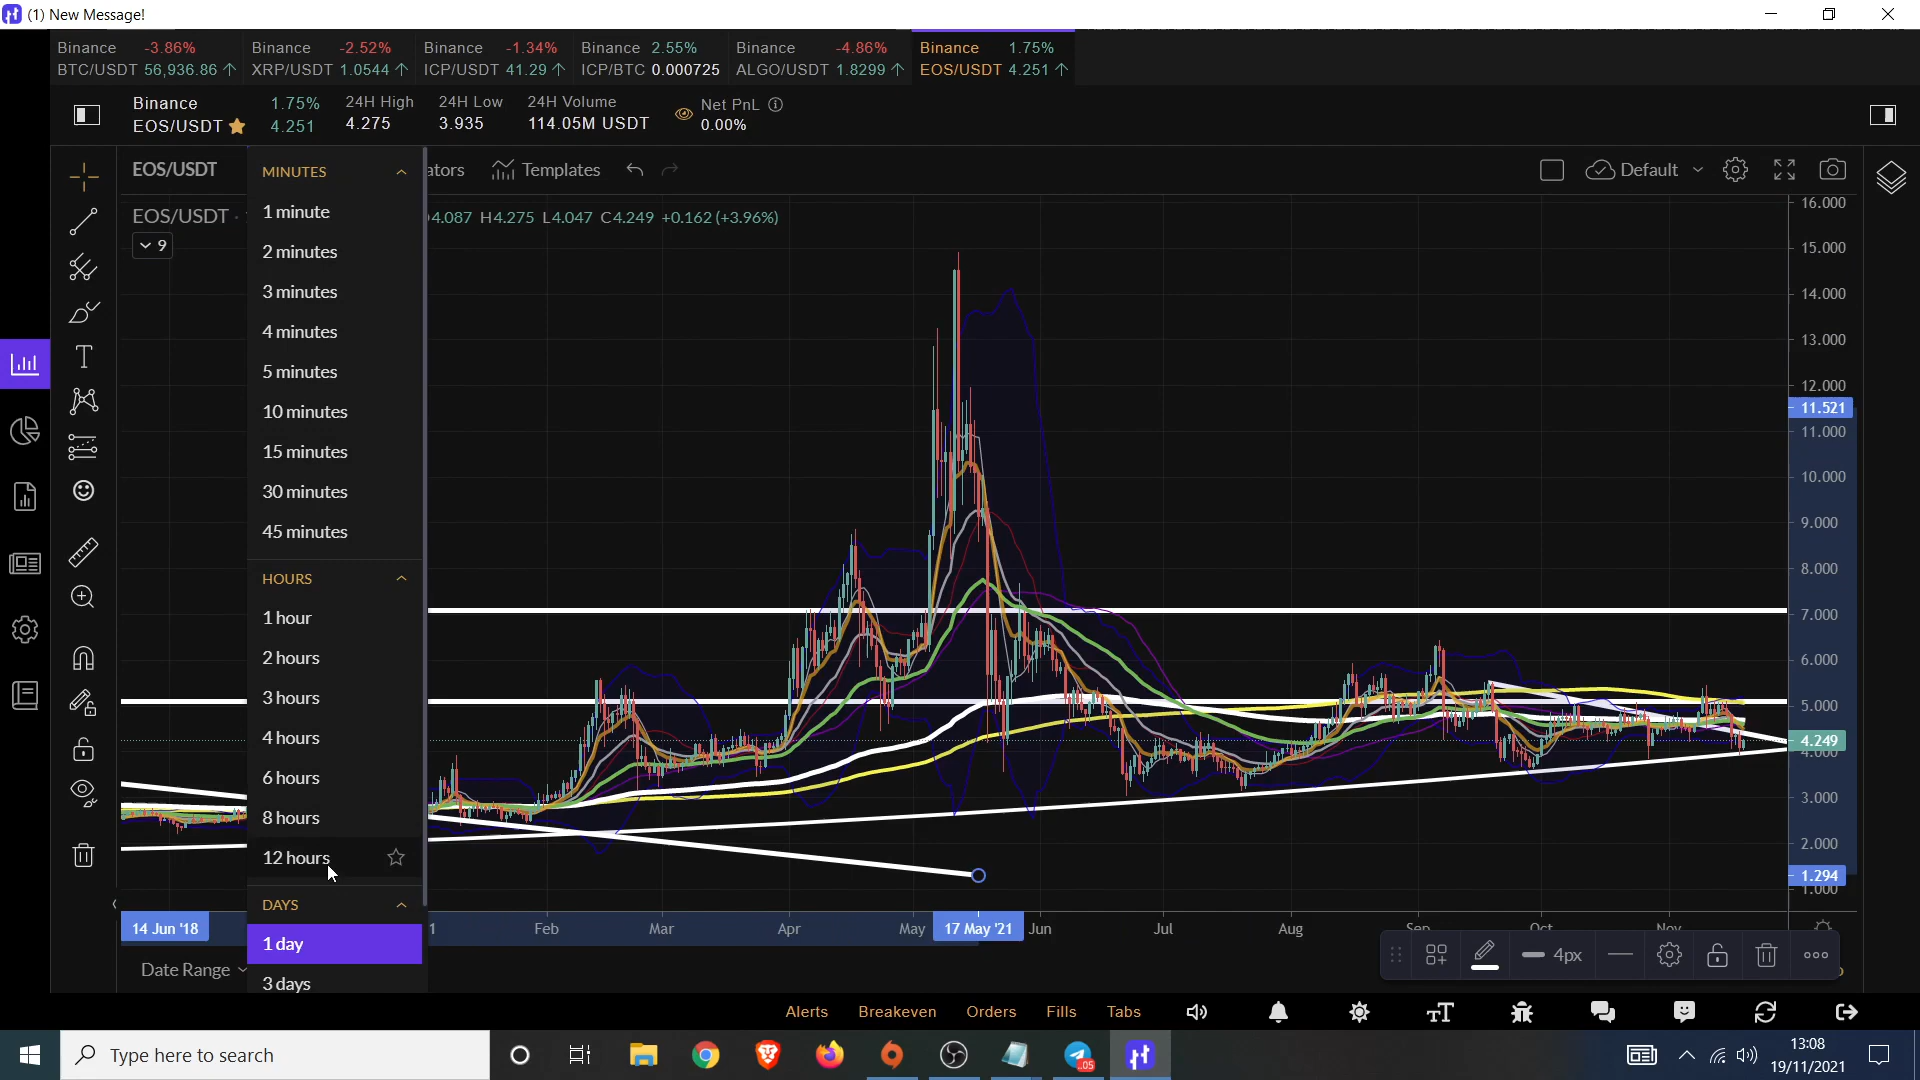 (1) New Message!
Binance -3.86%
BTC/USDT 56,936.86
Binance -2.52%
XRP/USDT 1.0544
Binance -1.34%
ICP/USDT 41.29
Binance 2.55%
ICP/BTC 0.000725
Binance -4.86%
ALGO/USDT 1.8299
Binance 1.75%
EOS/USDT 4.251
Binance
EOS/USDT
1.75%
4.251
24H High
4.275
24H Low
3.935
24H Volume
114.05M USDT
Net PnL
0.00%
EOS/USDT
ators
Templates
Default
EOS/USDT
4.087 H4.275 L4.047 C4.249 +0.162 (+3.96%)
9
MINUTES
1 minute
2 minutes
3 minutes
4 minutes
5 minutes
10 minutes
15 minutes
30 minutes
45 minutes
HOURS
1 hour
2 hours
3 hours
4 hours
6 hours
8 hours
12 hours
DAYS
1 day
3 days
16.000
15.000
14.000
13.000
12.000
11.521
11.000
10.000
9.000
8.000
7.000
6.000
5.000
4.249
4.000
3.000
2.000
1.294
1.000
14 Jun '18
1
Feb
Mar
Apr
May
17 May '21
Jun
Jul
Aug
Sep
Oct
Nov
Date Range
4px
Alerts
Breakeven
Orders
Fills
Tabs
Type here to search
05
13:08
19/11/2021